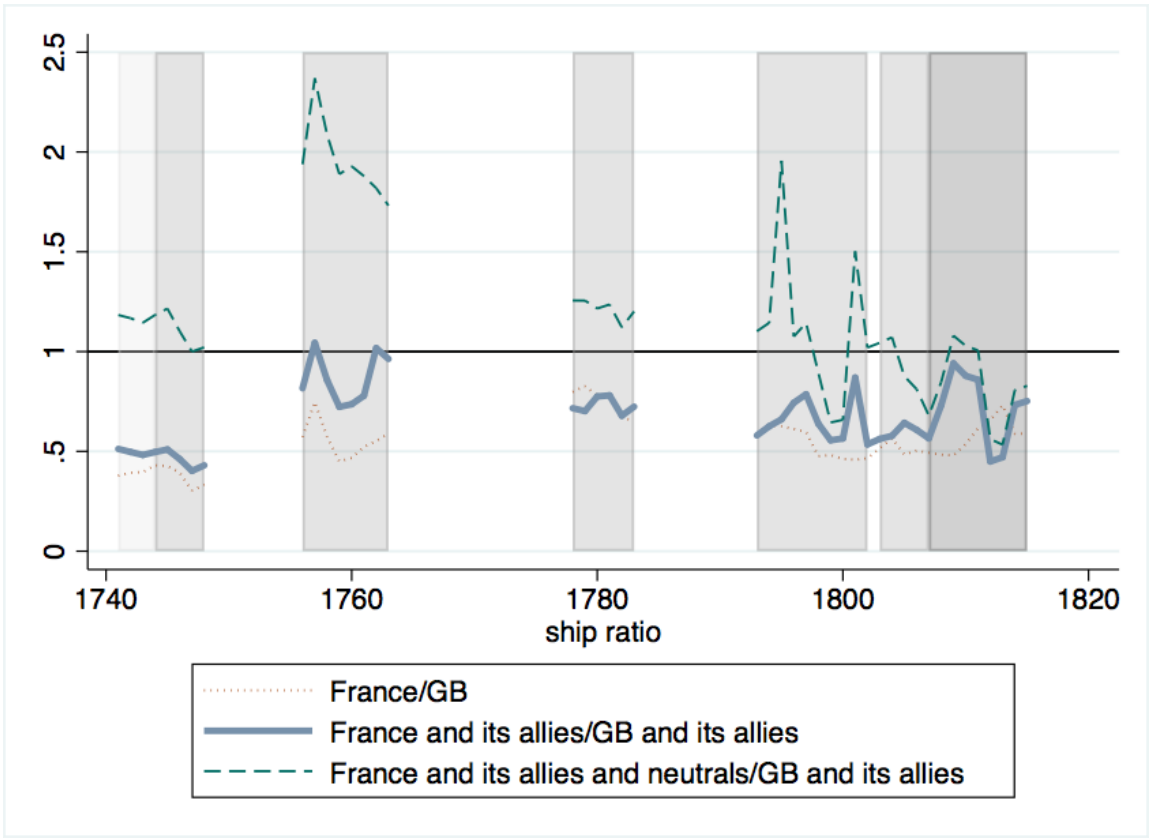 2.5
2
1.5
1
.5
0
1740 1760 1780 1800 1820
ship ratio
France/GB
France and its allies/GB and its allies
France and its allies and neutrals/GB and its allies